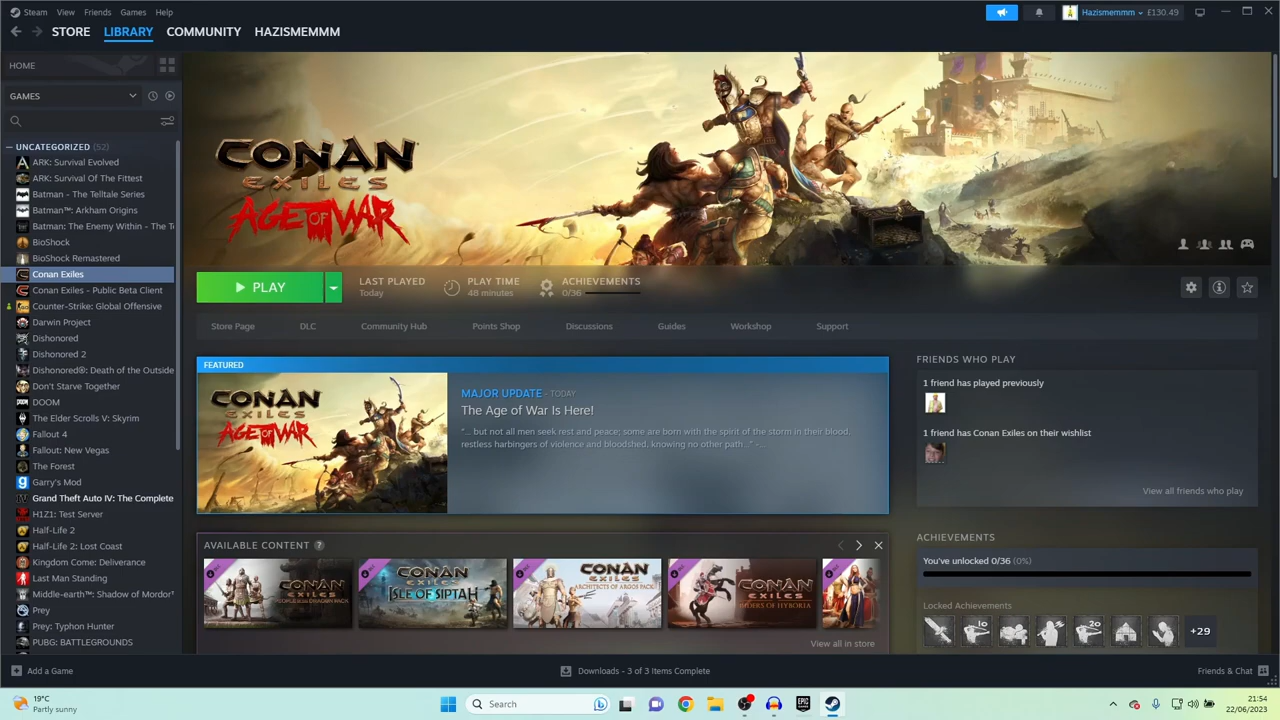 Steam View Friends Games Help
Hazismemmm £130.49
STORE LIBRARY COMMUNITY HAZISMEMMM
HOME
GAMES
UNCATEGORIZED (52)
ARK: Survival Evolved
ARK: Survival Of The Fittest
Batman - The Telltale Series
Batman™: Arkham Origins
Batman: The Enemy Within - The Te
BioShock
BioShock Remastered
Conan Exiles
Conan Exiles - Public Beta Client
Counter-Strike: Global Offensive
Darwin Project
Dishonored
Dishonored 2
Dishonored®: Death of the Outside
Don't Starve Together
DOOM
The Elder Scrolls V: Skyrim
Fallout 4
Fallout: New Vegas
The Forest
Garry's Mod
Grand Theft Auto IV: The Complete
H1Z1: Test Server
Half-Life 2
Half-Life 2: Lost Coast
Kingdom Come: Deliverance
Last Man Standing
Middle-earth™: Shadow of Mordor™
Prey
Prey: Typhon Hunter
PUBG: BATTLEGROUNDS
CONAN
EXILES
AGE OF WAR
PLAY
LAST PLAYED
Today
PLAY TIME
48 minutes
ACHIEVEMENTS
0/36
Store Page DLC Community Hub Points Shop Discussions Guides Workshop Support
FEATURED
CONAN
EXILES
AGE OF WAR
MAJOR UPDATE - TODAY
The Age of War Is Here!
"... but not all men seek rest and peace; some are born with the spirit of the storm in their blood,
restless harbingers of violence and bloodshed, knowing no other path..." -...
AVAILABLE CONTENT ?
CONAN
EXILES
PEOPLE OF THE DRAGON PACK
CONAN
EXILES
ISLE OF SIPTAH
CONAN
EXILES
ARCHITECTS OF ARGOS PACK
CONAN
EXILES
RIDERS OF HYBORIA
View all in store
FRIENDS WHO PLAY
1 friend has played previously
1 friend has Conan Exiles on their wishlist
View all friends who play
ACHIEVEMENTS
You've unlocked 0/36 (0%)
Locked Achievements
10
20
+29
Add a Game
Downloads - 3 of 3 Items Complete
Friends & Chat
19°C
Partly sunny
Search
EPIC
GAMES
21:54
22/06/2023